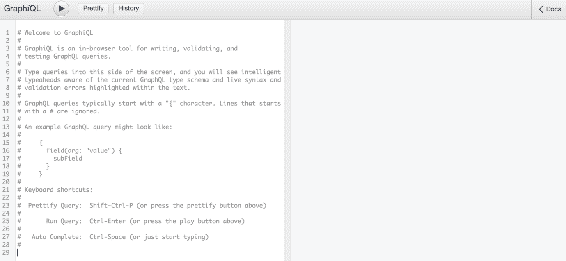 GraphiQL Prettify History < Docs
1 # Welcome to GraphiQL
2 #
3 # GraphiQL is an in-browser tool for writing, validating, and
4 # testing GraphQL queries.
5 #
6 # Type queries into this side of the screen, and you will see intelligent
7 # typeaheads aware of the current GraphQL type schema and live syntax and
8 # validation errors highlighted within the text.
9 #
10 # GraphQL queries typically start with a "{" character. Lines that starts
11 # with a # are ignored.
12 #
13 # An example GraphQL query might look like:
14 #
15 # {
16 # field(arg: "value") {
17 # subField
18 # }
19 # }
20 #
21 # Keyboard shortcuts:
22 #
23 # Prettify Query: Shift-Ctrl-P (or press the prettify button above)
24 #
25 # Run Query: Ctrl-Enter (or press the play button above)
26 #
27 # Auto Complete: Ctrl-Space (or just start typing)
28 #
29